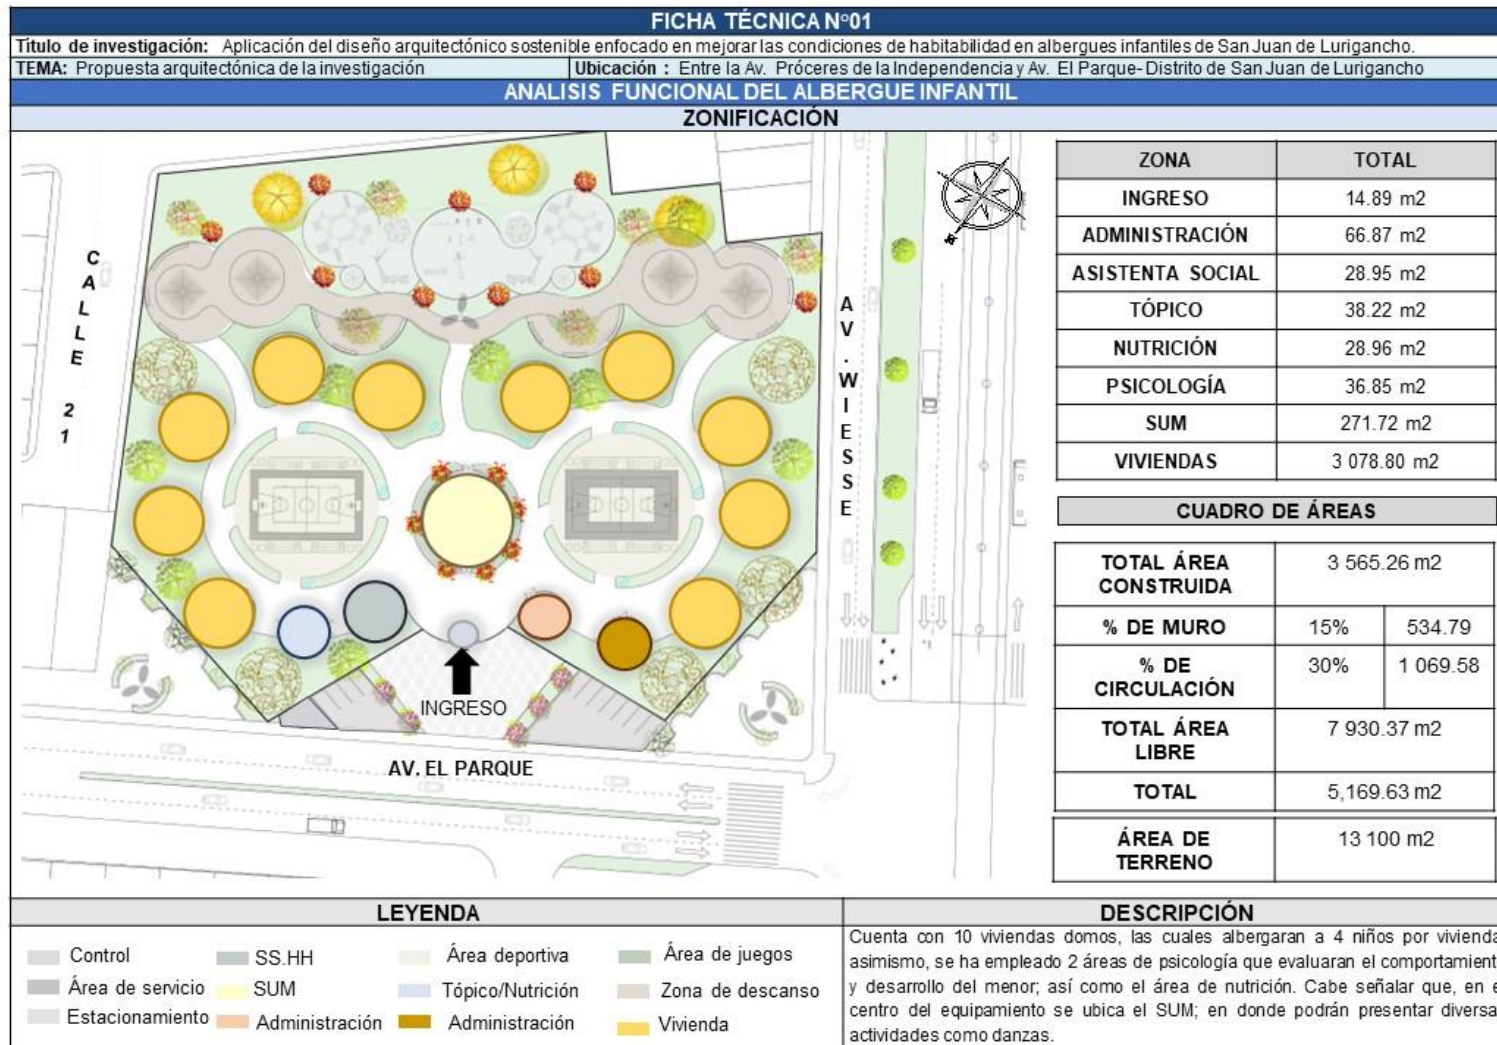 FICHA TÉCNICA N°01
Título de investigación: Aplicación del diseño arquitectónico sostenible enfocado en mejorar las condiciones de habitabilidad en albergues infantiles de San Juan de Lurigancho.
TEMA: Propuesta arquitectónica de la investigación
Ubicación : Entre la Av. Próceres de la Independencia y Av. El Parque- Distrito de San Juan de Lurigancho
ANALISIS FUNCIONAL DEL ALBERGUE INFANTIL
ZONIFICACIÓN
CALLE 21
AV. WIESSE
INGRESO
AV. EL PARQUE
ZONA TOTAL
INGRESO 14.89 m2
ADMINISTRACIÓN 66.87 m2
ASISTENTA SOCIAL 28.95 m2
TÓPICO 38.22 m2
NUTRICIÓN 28.96 m2
PSICOLOGÍA 36.85 m2
SUM 271.72 m2
VIVIENDAS 3 078.80 m2
CUADRO DE ÁREAS
TOTAL ÁREA
CONSTRUIDA
3 565.26 m2
% DE MURO 15% 534.79
% DE
CIRCULACIÓN
30% 1 069.58
TOTAL ÁREA
LIBRE
7 930.37 m2
TOTAL 5,169.63 m2
ÁREA DE
TERRENO
13 100 m2
LEYENDA
Control
Área de servicio
Estacionamiento
SS.HH
SUM
Administración
Área deportiva
Tópico/Nutrición
Administración
Área de juegos
Zona de descanso
Vivienda
DESCRIPCIÓN
Cuenta con 10 viviendas domos, las cuales albergaran a 4 niños por vivienda
asimismo, se ha empleado 2 áreas de psicología que evaluaran el comportamient
y desarrollo del menor; así como el área de nutrición. Cabe señalar que, en e
centro del equipamiento se ubica el SUM; en donde podrán presentar diversa
actividades como danzas.